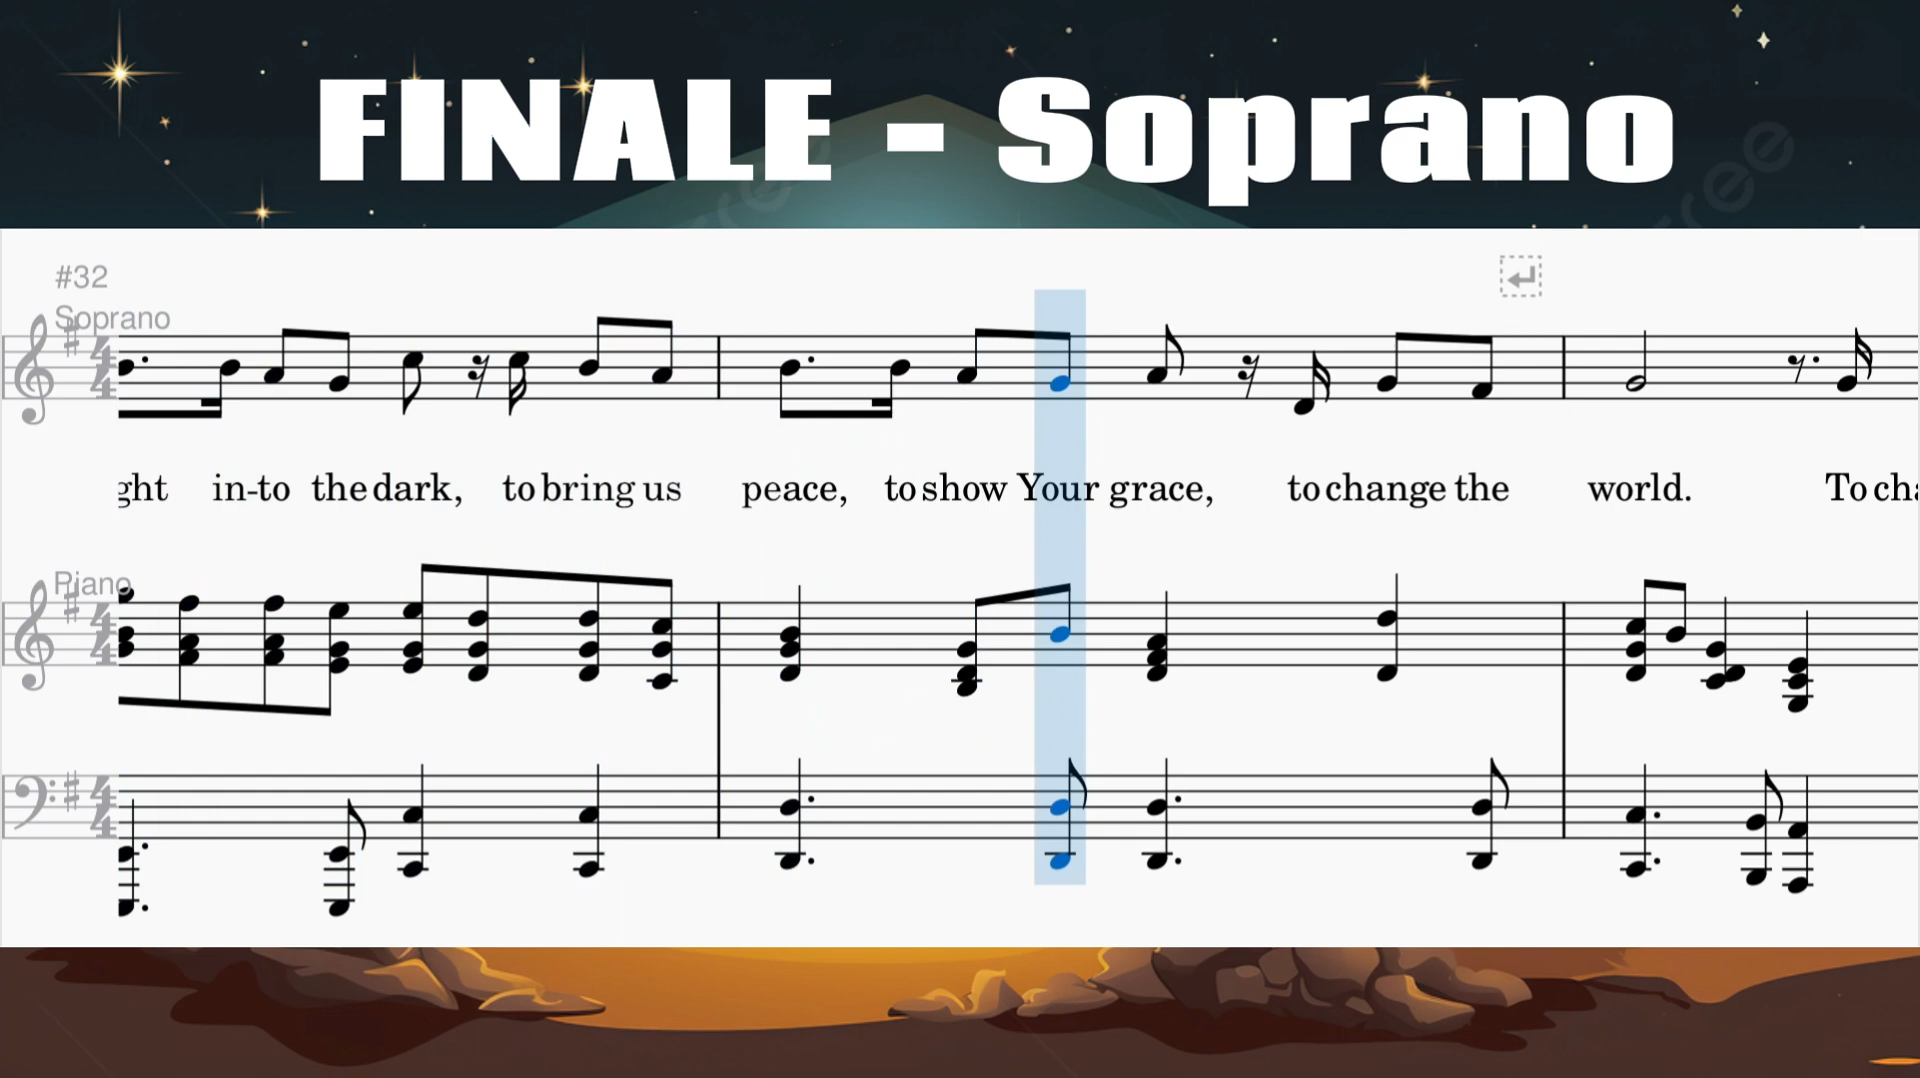 FINALE - Soprano
#32
Soprano
ght in-to the dark, to bring us peace, to show Your grace, to change the world. To cha
Piano